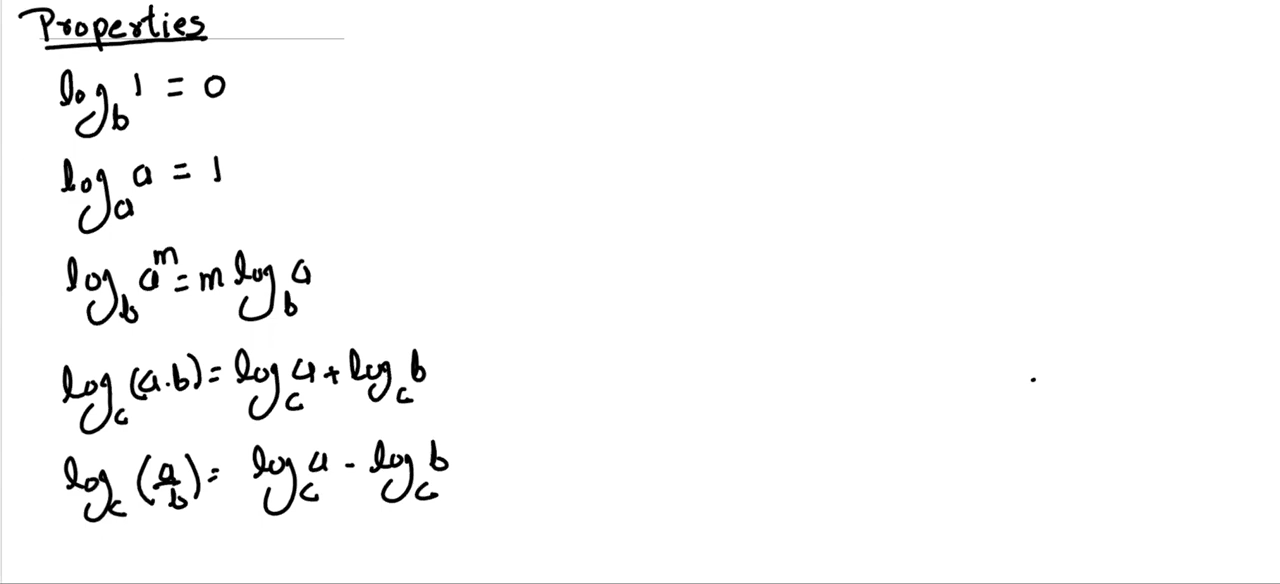 Properties
log_b 1 = 0
log_a a = 1
log_b a^m = m log_b a
log_c (a.b) = log_c a + log_c b
log_c (a/b) = log_c a - log_c b